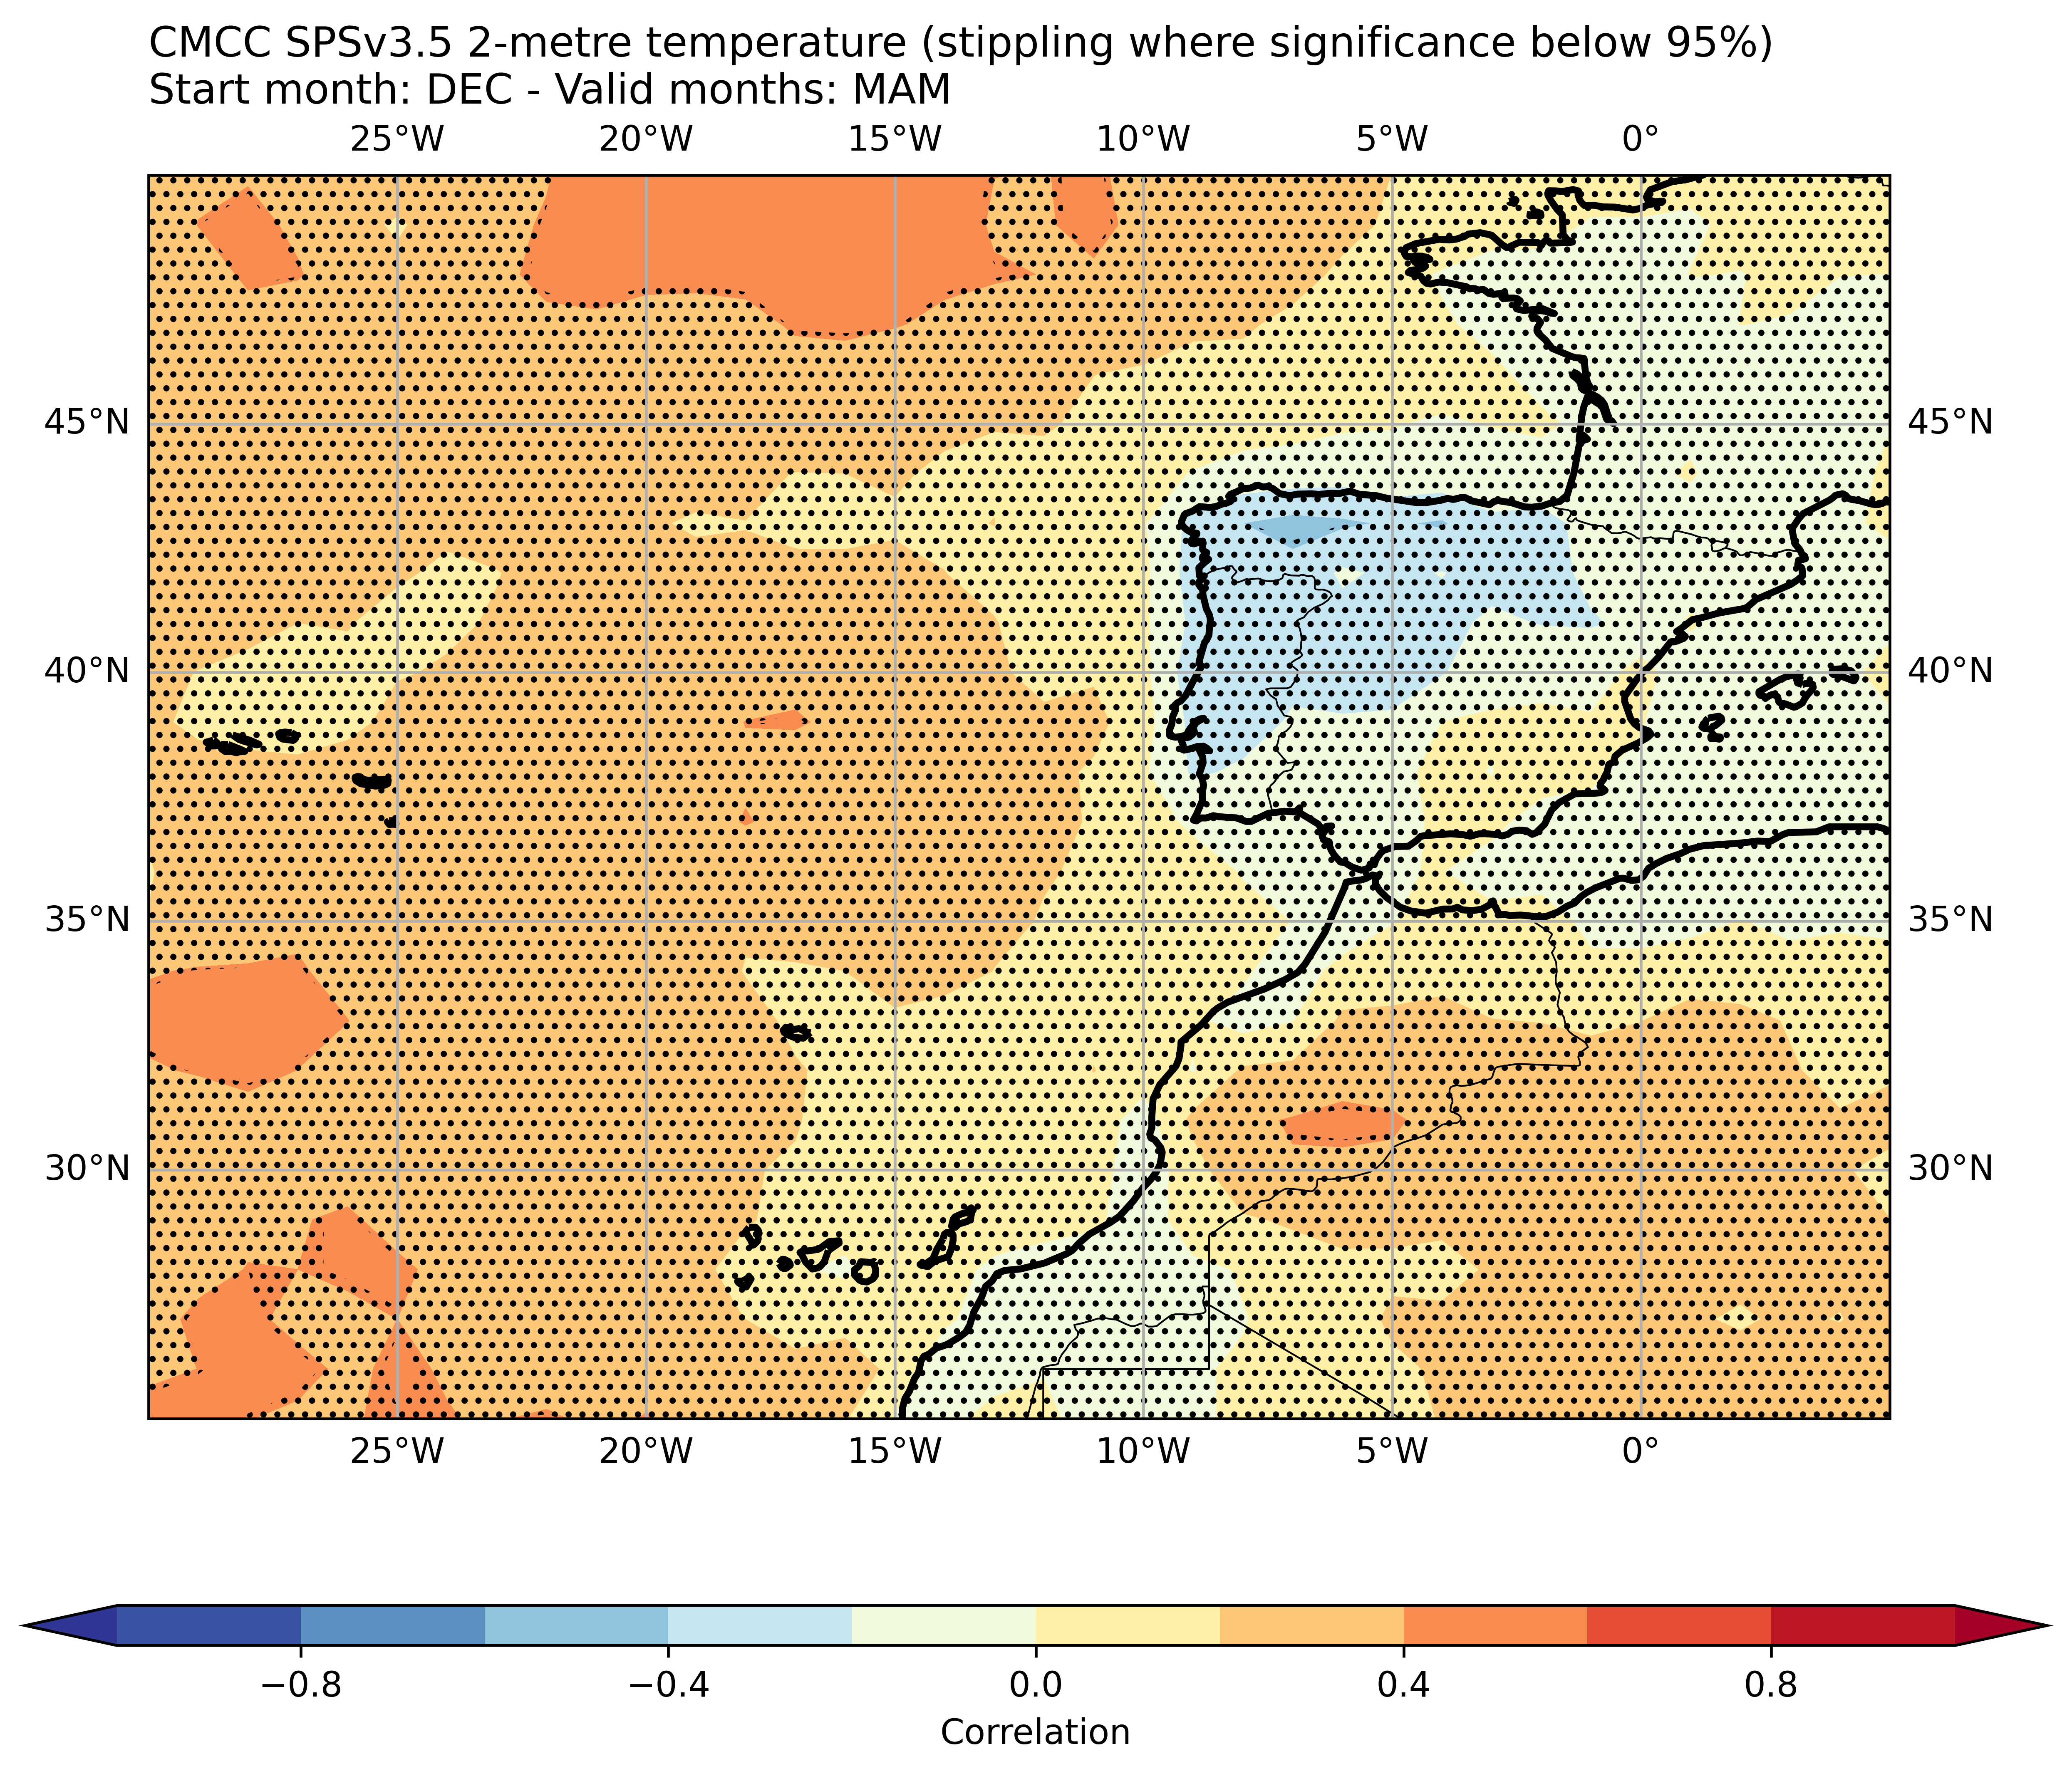 CMCC SPSv3.5 2-metre temperature (stippling where significance below 95%)
Start month: DEC - Valid months: MAM
25°W 20°W 15°W 10°W 5°W 0°
45°N 45°N
40°N 40°N
35°N 35°N
30°N 30°N
25°W 20°W 15°W 10°W 5°W 0°
−0.8 −0.4 0.0 0.4 0.8
Correlation